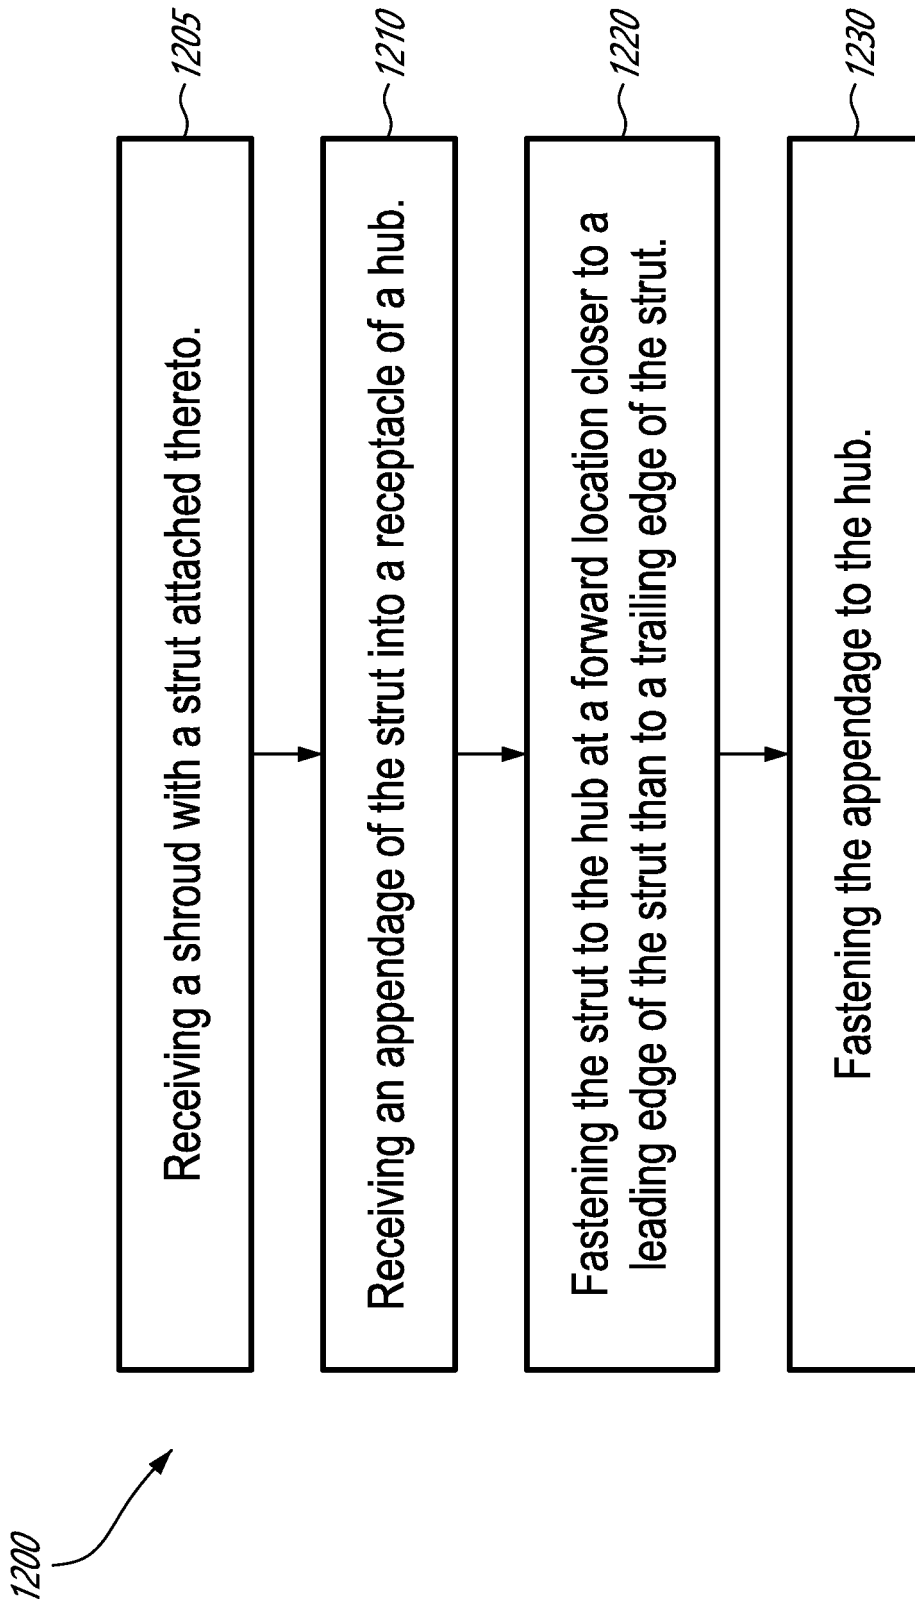 1200
Receiving a shroud with a strut attached thereto.
1205
Receiving an appendage of the strut into a receptacle of a hub.
1210
Fastening the strut to the hub at a forward location closer to a
leading edge of the strut than to a trailing edge of the strut.
1220
Fastening the appendage to the hub.
1230